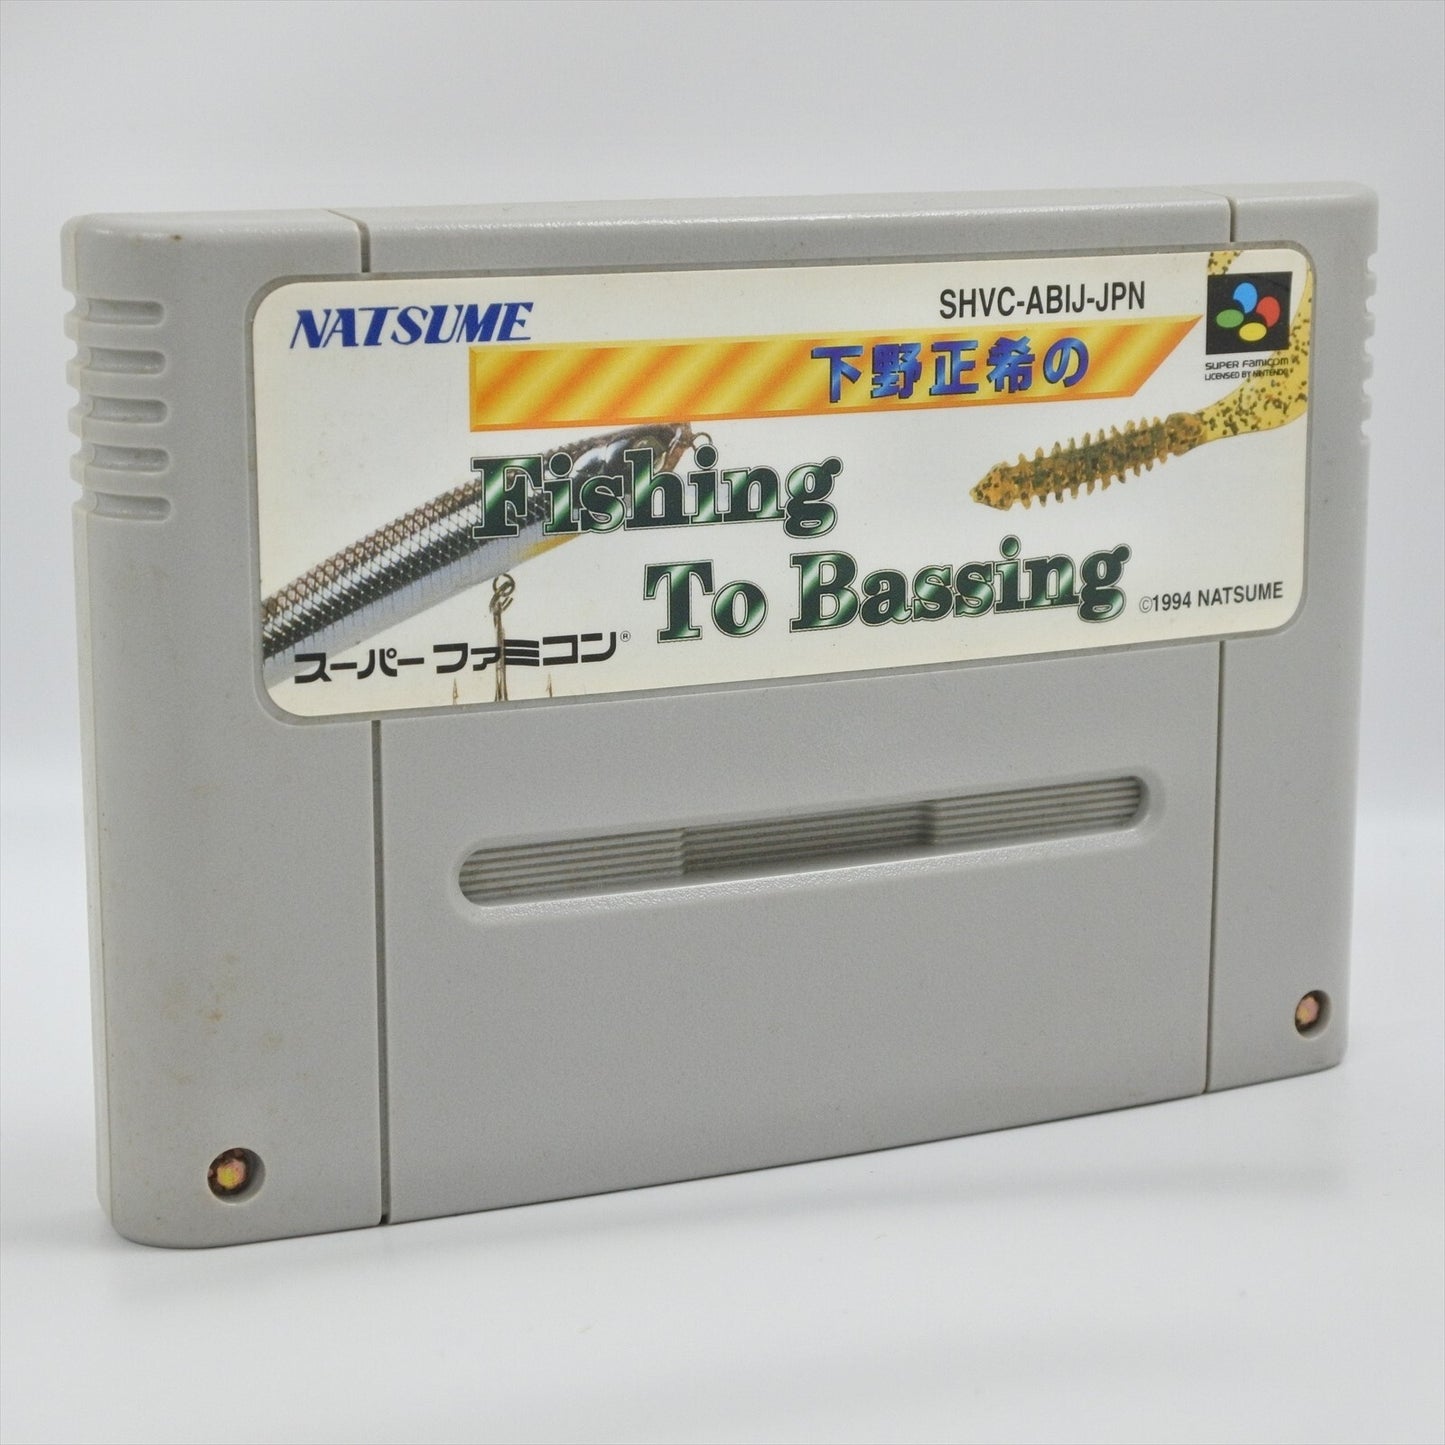 NATSUME
SHVC-ABIJ-JPN
下野正希の
SUPER FAMICOM
LICENSED BY NINTENDO
Fishing
To Bassing
©1994 NATSUME
スーパーファミコン®